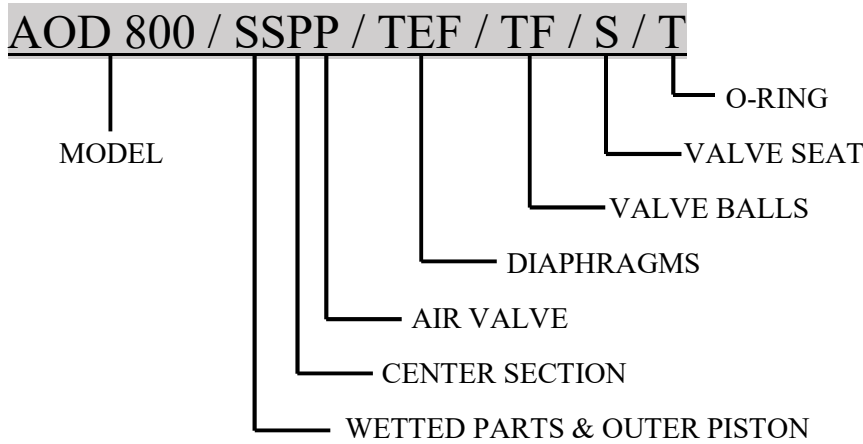 AOD 800 / SSPP / TEF / TF / S / T
O-RING
MODEL
VALVE SEAT
VALVE BALLS
DIAPHRAGMS
AIR VALVE
CENTER SECTION
WETTED PARTS & OUTER PISTON